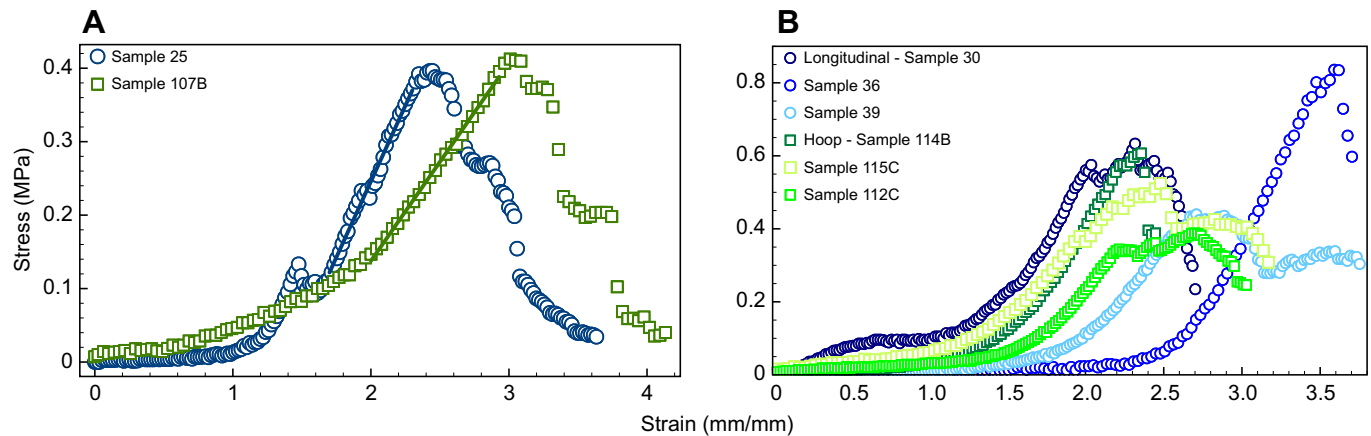 A
B
Sample 25
Sample 107B
Longitudinal - Sample 30
Sample 36
Sample 39
Hoop - Sample 114B
Sample 115C
Sample 112C
Stress (MPa)
0.4
0.3
0.2
0.1
0
0.8
0.6
0.4
0.2
0
0 1 2 3 4
0 0.5 1.0 1.5 2.0 2.5 3.0 3.5
Strain (mm/mm)